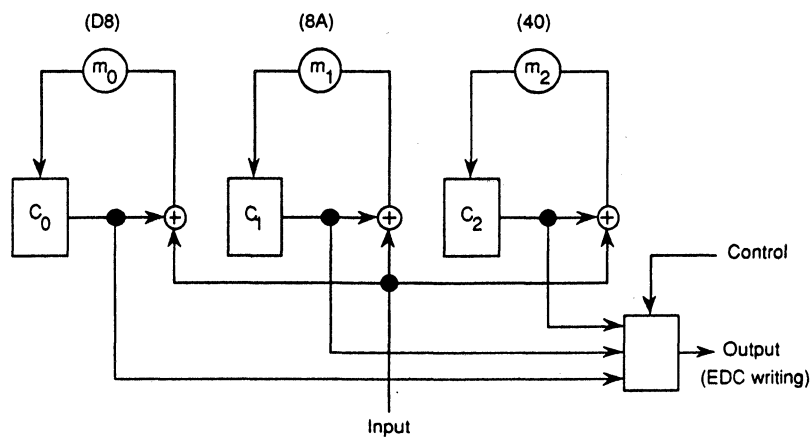 (D8) (8A) (40)
m0 m1 m2
C0 C1 C2
+ + +
Control
Output
(EDC writing)
Input